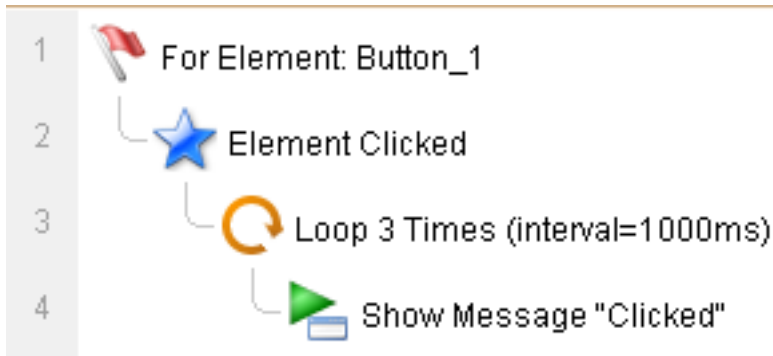 1 For Element: Button_1
2 Element Clicked
3 Loop 3 Times (interval=1000ms)
4 Show Message "Clicked"